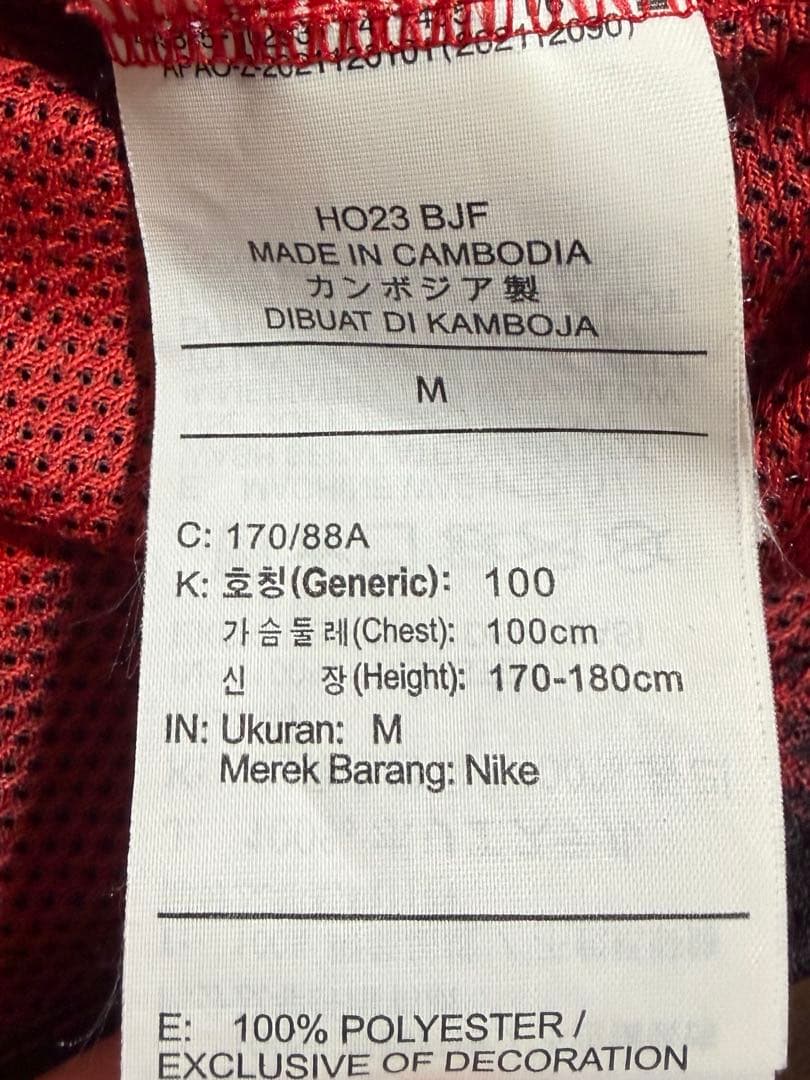 HO23 BJF
MADE IN CAMBODIA
カンボジア製
DIBUAT DI KAMBOJA
M
C: 170/88A
K: 호칭(Generic): 100
가슴둘레(Chest): 100cm
신 장(Height): 170-180cm
IN: Ukuran: M
Merek Barang: Nike
E: 100% POLYESTER /
EXCLUSIVE OF DECORATION